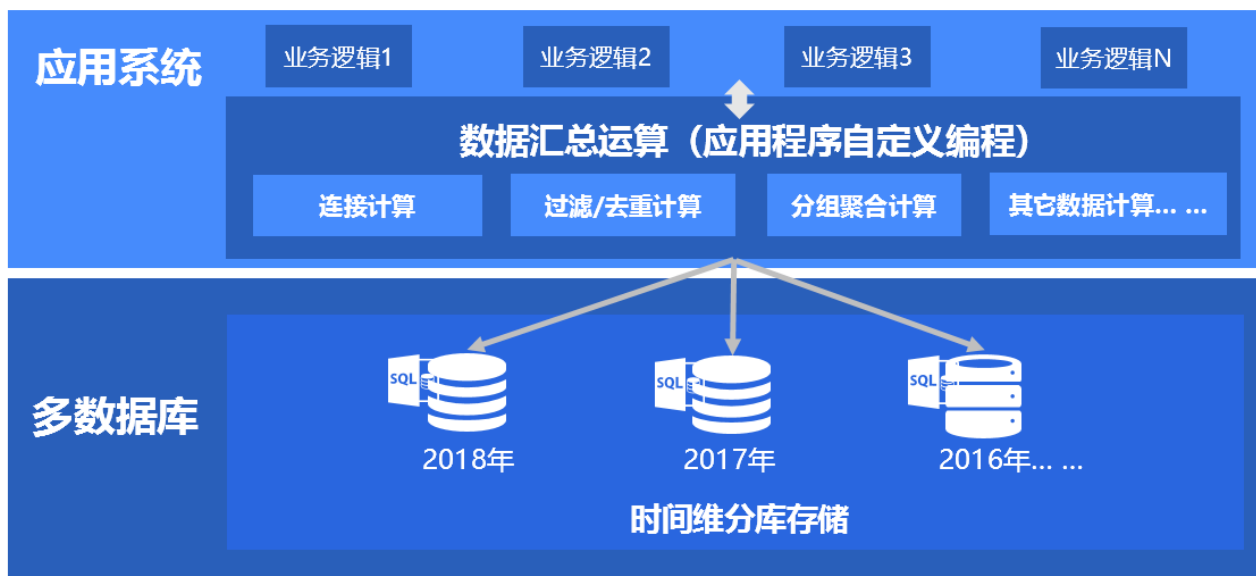 应用系统
业务逻辑1
业务逻辑2
业务逻辑3
业务逻辑N
数据汇总运算（应用程序自定义编程）
连接计算
过滤/去重计算
分组聚合计算
其它数据计算... ...
多数据库
SQL
SQL
SQL
2018年
2017年
2016年... ...
时间维分库存储